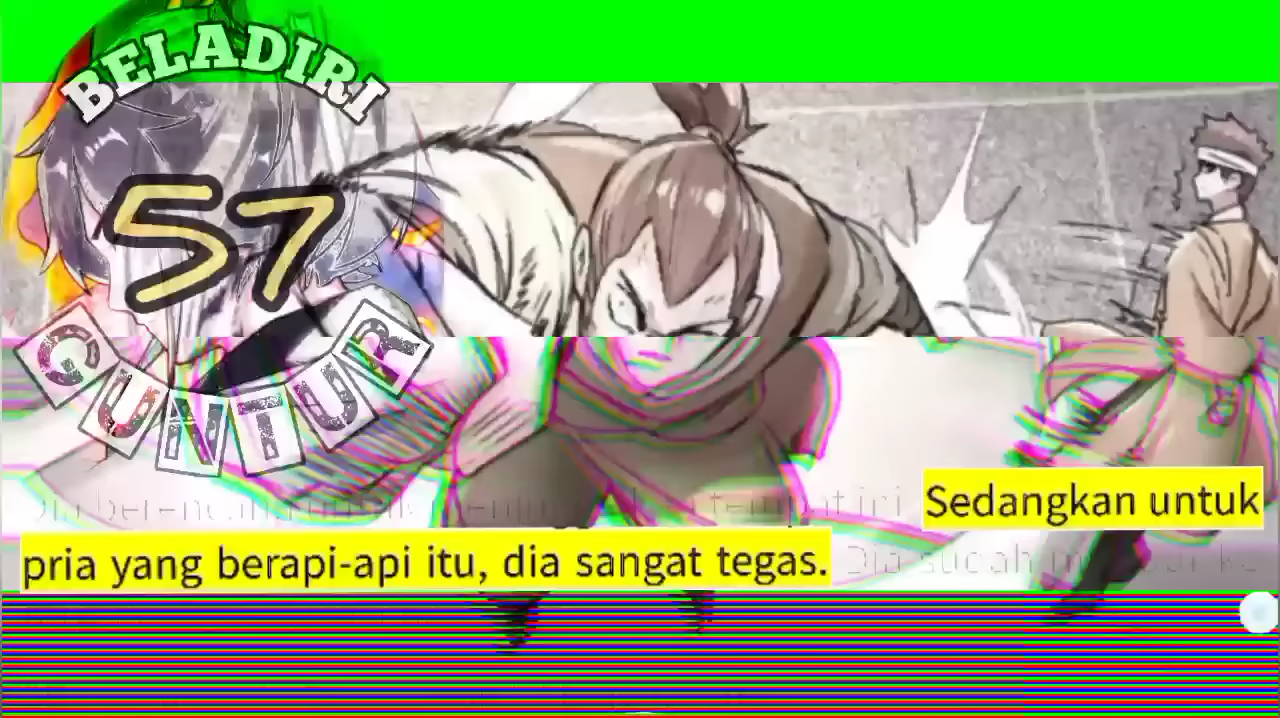 BELADIRI
57
GUNTUR
Sedangkan untuk
pria yang berapi-api itu, dia sangat tegas.